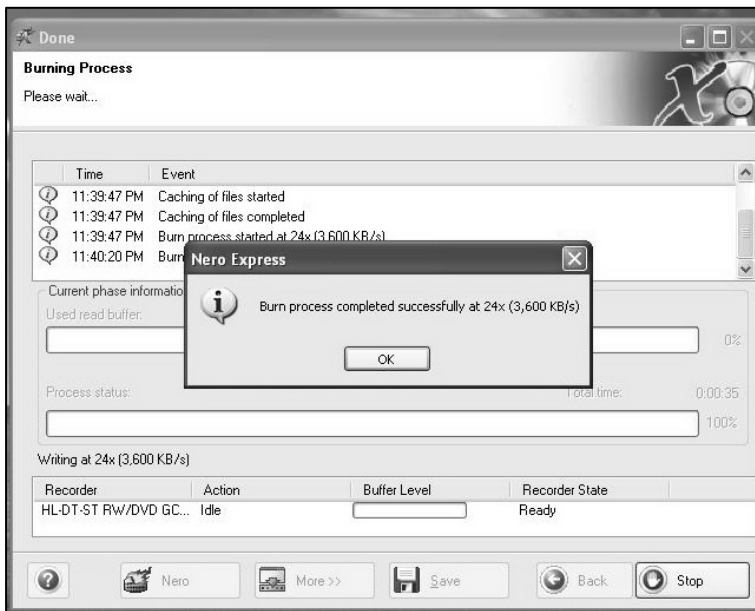 Done
Burning Process
Please wait...
Time Event
11:39:47 PM Caching of files started
11:39:47 PM Caching of files completed
11:39:47 PM Burn process started at 24x (3,600 KB/s)
11:40:20 PM Burn
Nero Express
Burn process completed successfully at 24x (3,600 KB/s)
OK
Current phase informatio
Used read buffer:
0%
Process status: Total time: 0:00:35
100%
Writing at 24x (3,600 KB/s)
Recorder Action Buffer Level Recorder State
HL-DT-ST RW/DVD GC... Idle Ready
Nero More >> Save Back Stop